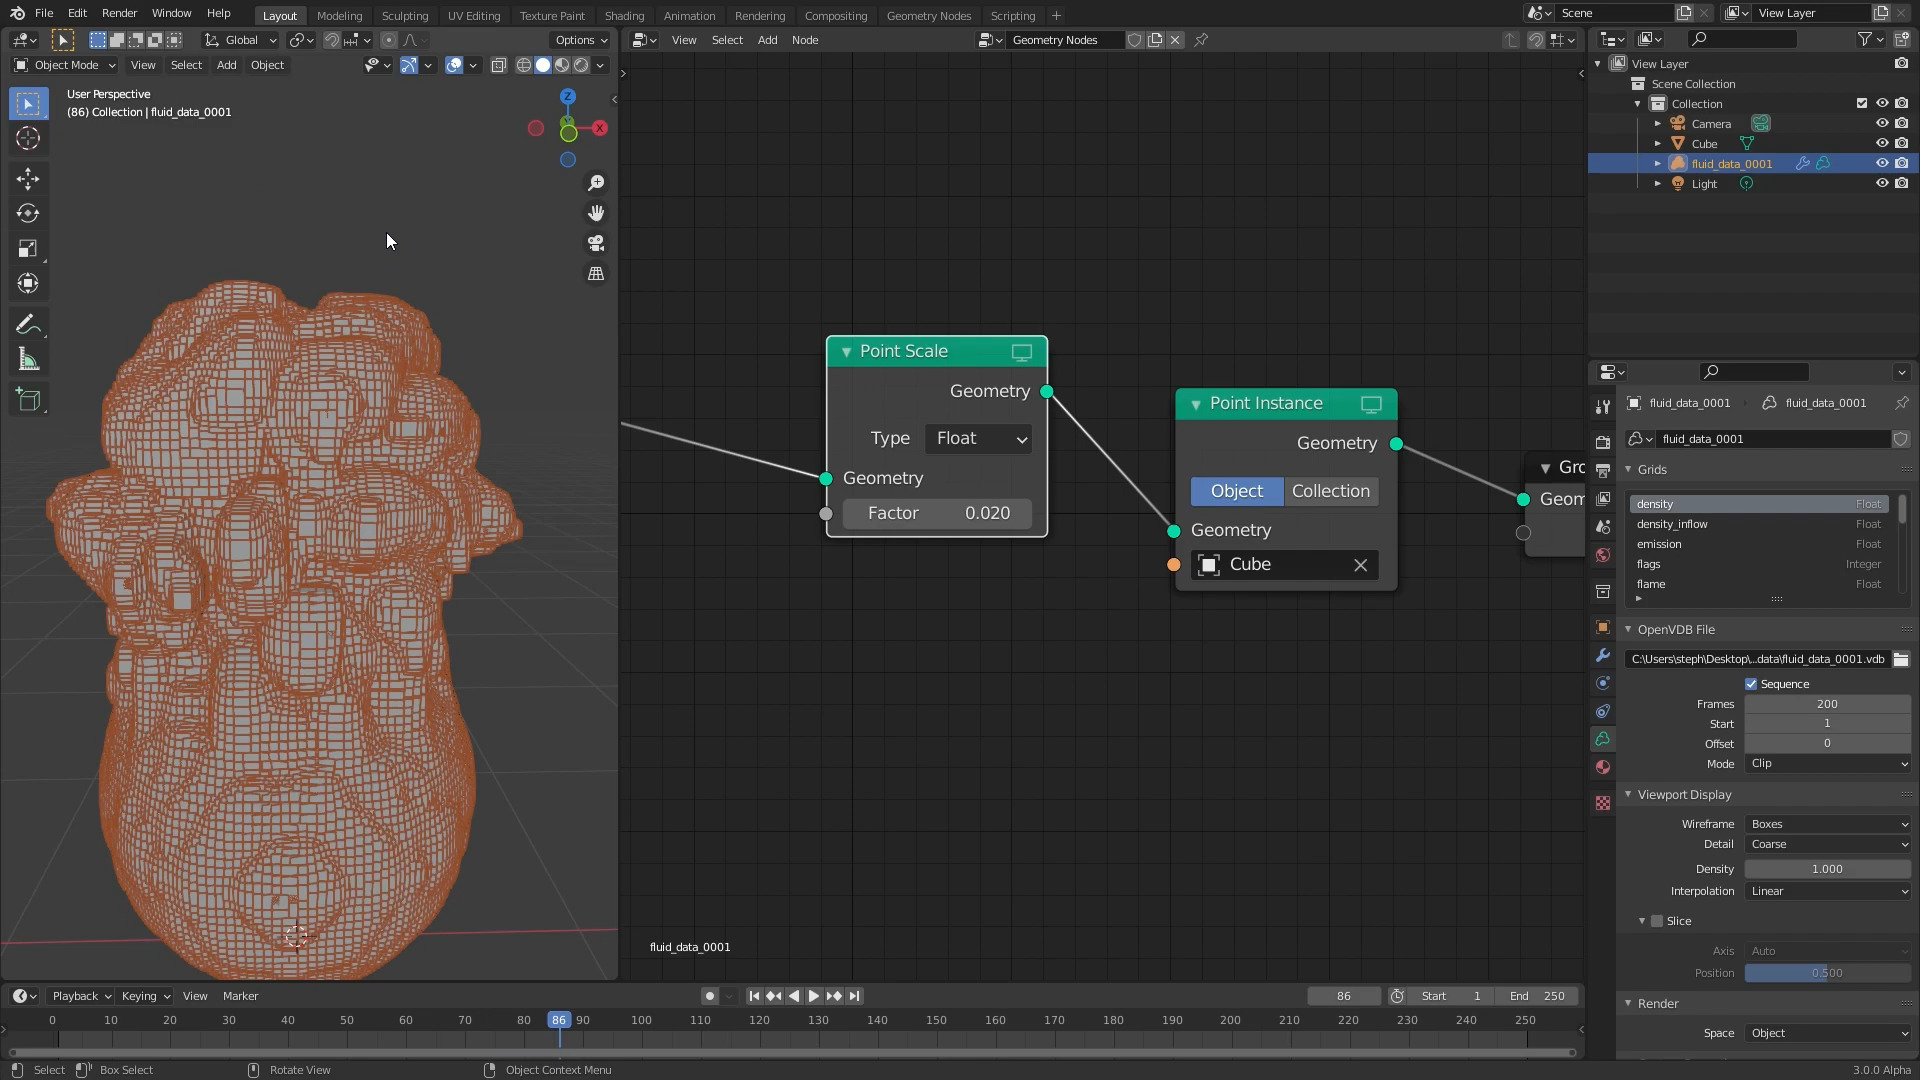 File Edit Render Window Help Layout Modeling Sculpting UV Editing Texture Paint Shading Animation Rendering Compositing Geometry Nodes Scripting + Scene View Layer
Global Options View Select Add Node Geometry Nodes
Object Mode View Select Add Object
User Perspective
(86) Collection | fluid_data_0001
Z
Y
X
Point Scale
Geometry
Type Float
Geometry
Factor 0.020
Point Instance
Geometry
Object Collection
Geometry
Cube
Gro
Geom
fluid_data_0001
View Layer
Scene Collection
Collection
Camera
Cube
fluid_data_0001
Light
fluid_data_0001 fluid_data_0001
fluid_data_0001
Grids
density Float
density_inflow Float
emission Float
flags Integer
flame Float
OpenVDB File
C:\Users\steph\Desktop\...data\fluid_data_0001.vdb
Sequence
Frames 200
Start 1
Offset 0
Mode Clip
Viewport Display
Wireframe Boxes
Detail Coarse
Density 1.000
Interpolation Linear
Slice
Axis Auto
Position 0.500
Render
Space Object
Playback Keying View Marker 86 Start 1 End 250
0 10 20 30 40 50 60 70 80 86 90 100 110 120 130 140 150 160 170 180 190 200 210 220 230 240 250
Select Box Select Rotate View Object Context Menu 3.0.0 Alpha